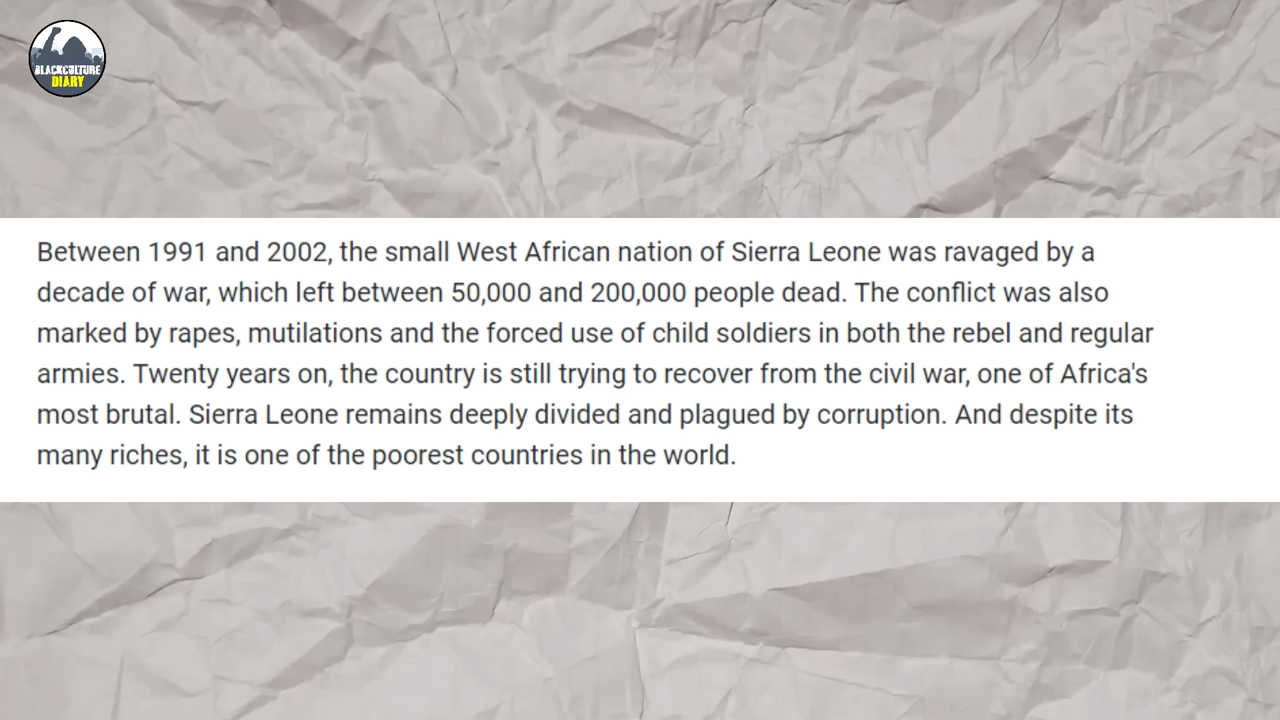 BLACKCULTURE
DIARY
Between 1991 and 2002, the small West African nation of Sierra Leone was ravaged by a
decade of war, which left between 50,000 and 200,000 people dead. The conflict was also
marked by rapes, mutilations and the forced use of child soldiers in both the rebel and regular
armies. Twenty years on, the country is still trying to recover from the civil war, one of Africa's
most brutal. Sierra Leone remains deeply divided and plagued by corruption. And despite its
many riches, it is one of the poorest countries in the world.